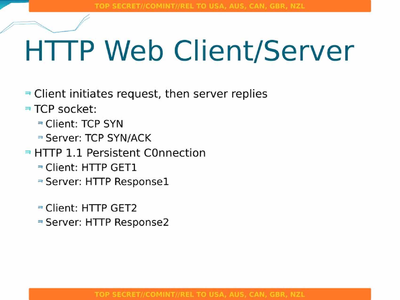 TOP SECRET//COMINT//REL TO USA, AUS, CAN, GBR, NZL
HTTP Web Client/Server
Client initiates request, then server replies
TCP socket:
Client: TCP SYN
Server: TCP SYN/ACK
HTTP 1.1 Persistent C0nnection
Client: HTTP GET1
Server: HTTP Response1
Client: HTTP GET2
Server: HTTP Response2
TOP SECRET//COMINT//REL TO USA, AUS, CAN, GBR, NZL